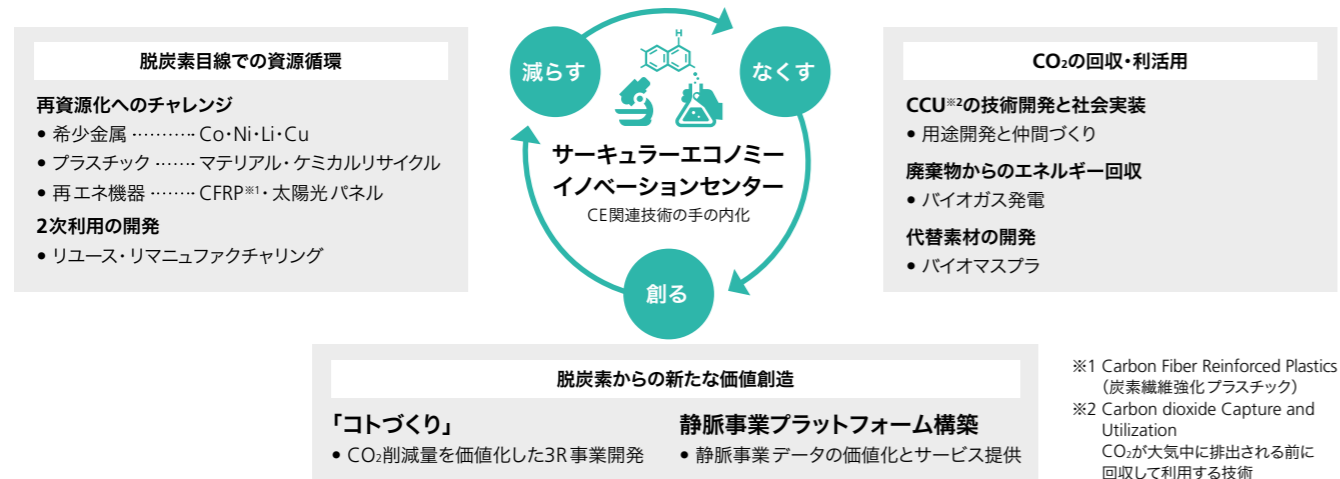 脱炭素目線での資源循環
再資源化へのチャレンジ
• 希少金属 ‥‥‥‥‥ Co・Ni・Li・Cu
• プラスチック ‥‥‥‥ マテリアル・ケミカルリサイクル
• 再エネ機器 ‥‥‥‥ CFRP※1・太陽光パネル
2次利用の開発
• リユース・リマニュファクチャリング
減らす
H
なくす
サーキュラーエコノミー
イノベーションセンター
CE関連技術の手の内化
創る
CO₂の回収・利活用
CCU※2の技術開発と社会実装
• 用途開発と仲間づくり
廃棄物からのエネルギー回収
• バイオガス発電
代替素材の開発
• バイオマスプラ
脱炭素からの新たな価値創造
「コトづくり」
• CO₂削減量を価値化した3R事業開発
静脈事業プラットフォーム構築
• 静脈事業データの価値化とサービス提供
※1 Carbon Fiber Reinforced Plastics
（炭素繊維強化プラスチック）
※2 Carbon dioxide Capture and
Utilization
CO₂が大気中に排出される前に
回収して利用する技術